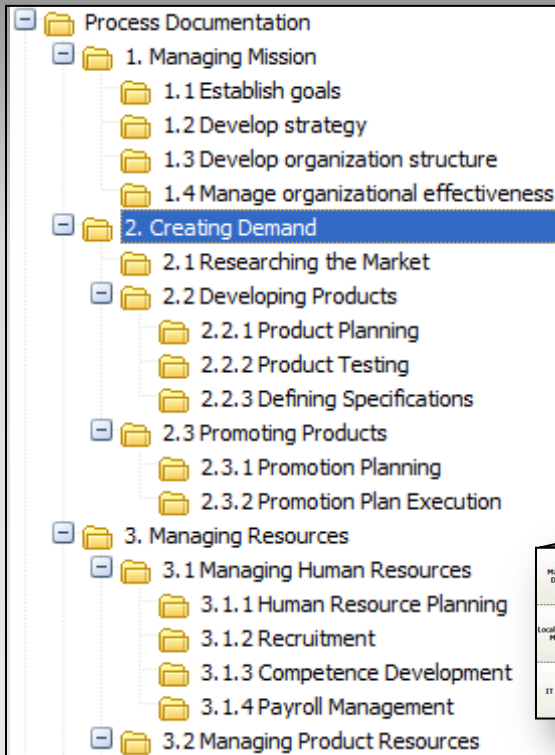 Process Documentation
1. Managing Mission
1.1 Establish goals
1.2 Develop strategy
1.3 Develop organization structure
1.4 Manage organizational effectiveness
2. Creating Demand
2.1 Researching the Market
2.2 Developing Products
2.2.1 Product Planning
2.2.2 Product Testing
2.2.3 Defining Specifications
2.3 Promoting Products
2.3.1 Promotion Planning
2.3.2 Promotion Plan Execution
3. Managing Resources
3.1 Managing Human Resources
3.1.1 Human Resource Planning
3.1.2 Recruitment
3.1.3 Competence Development
3.1.4 Payroll Management
IT
3.2 Managing Product Resources